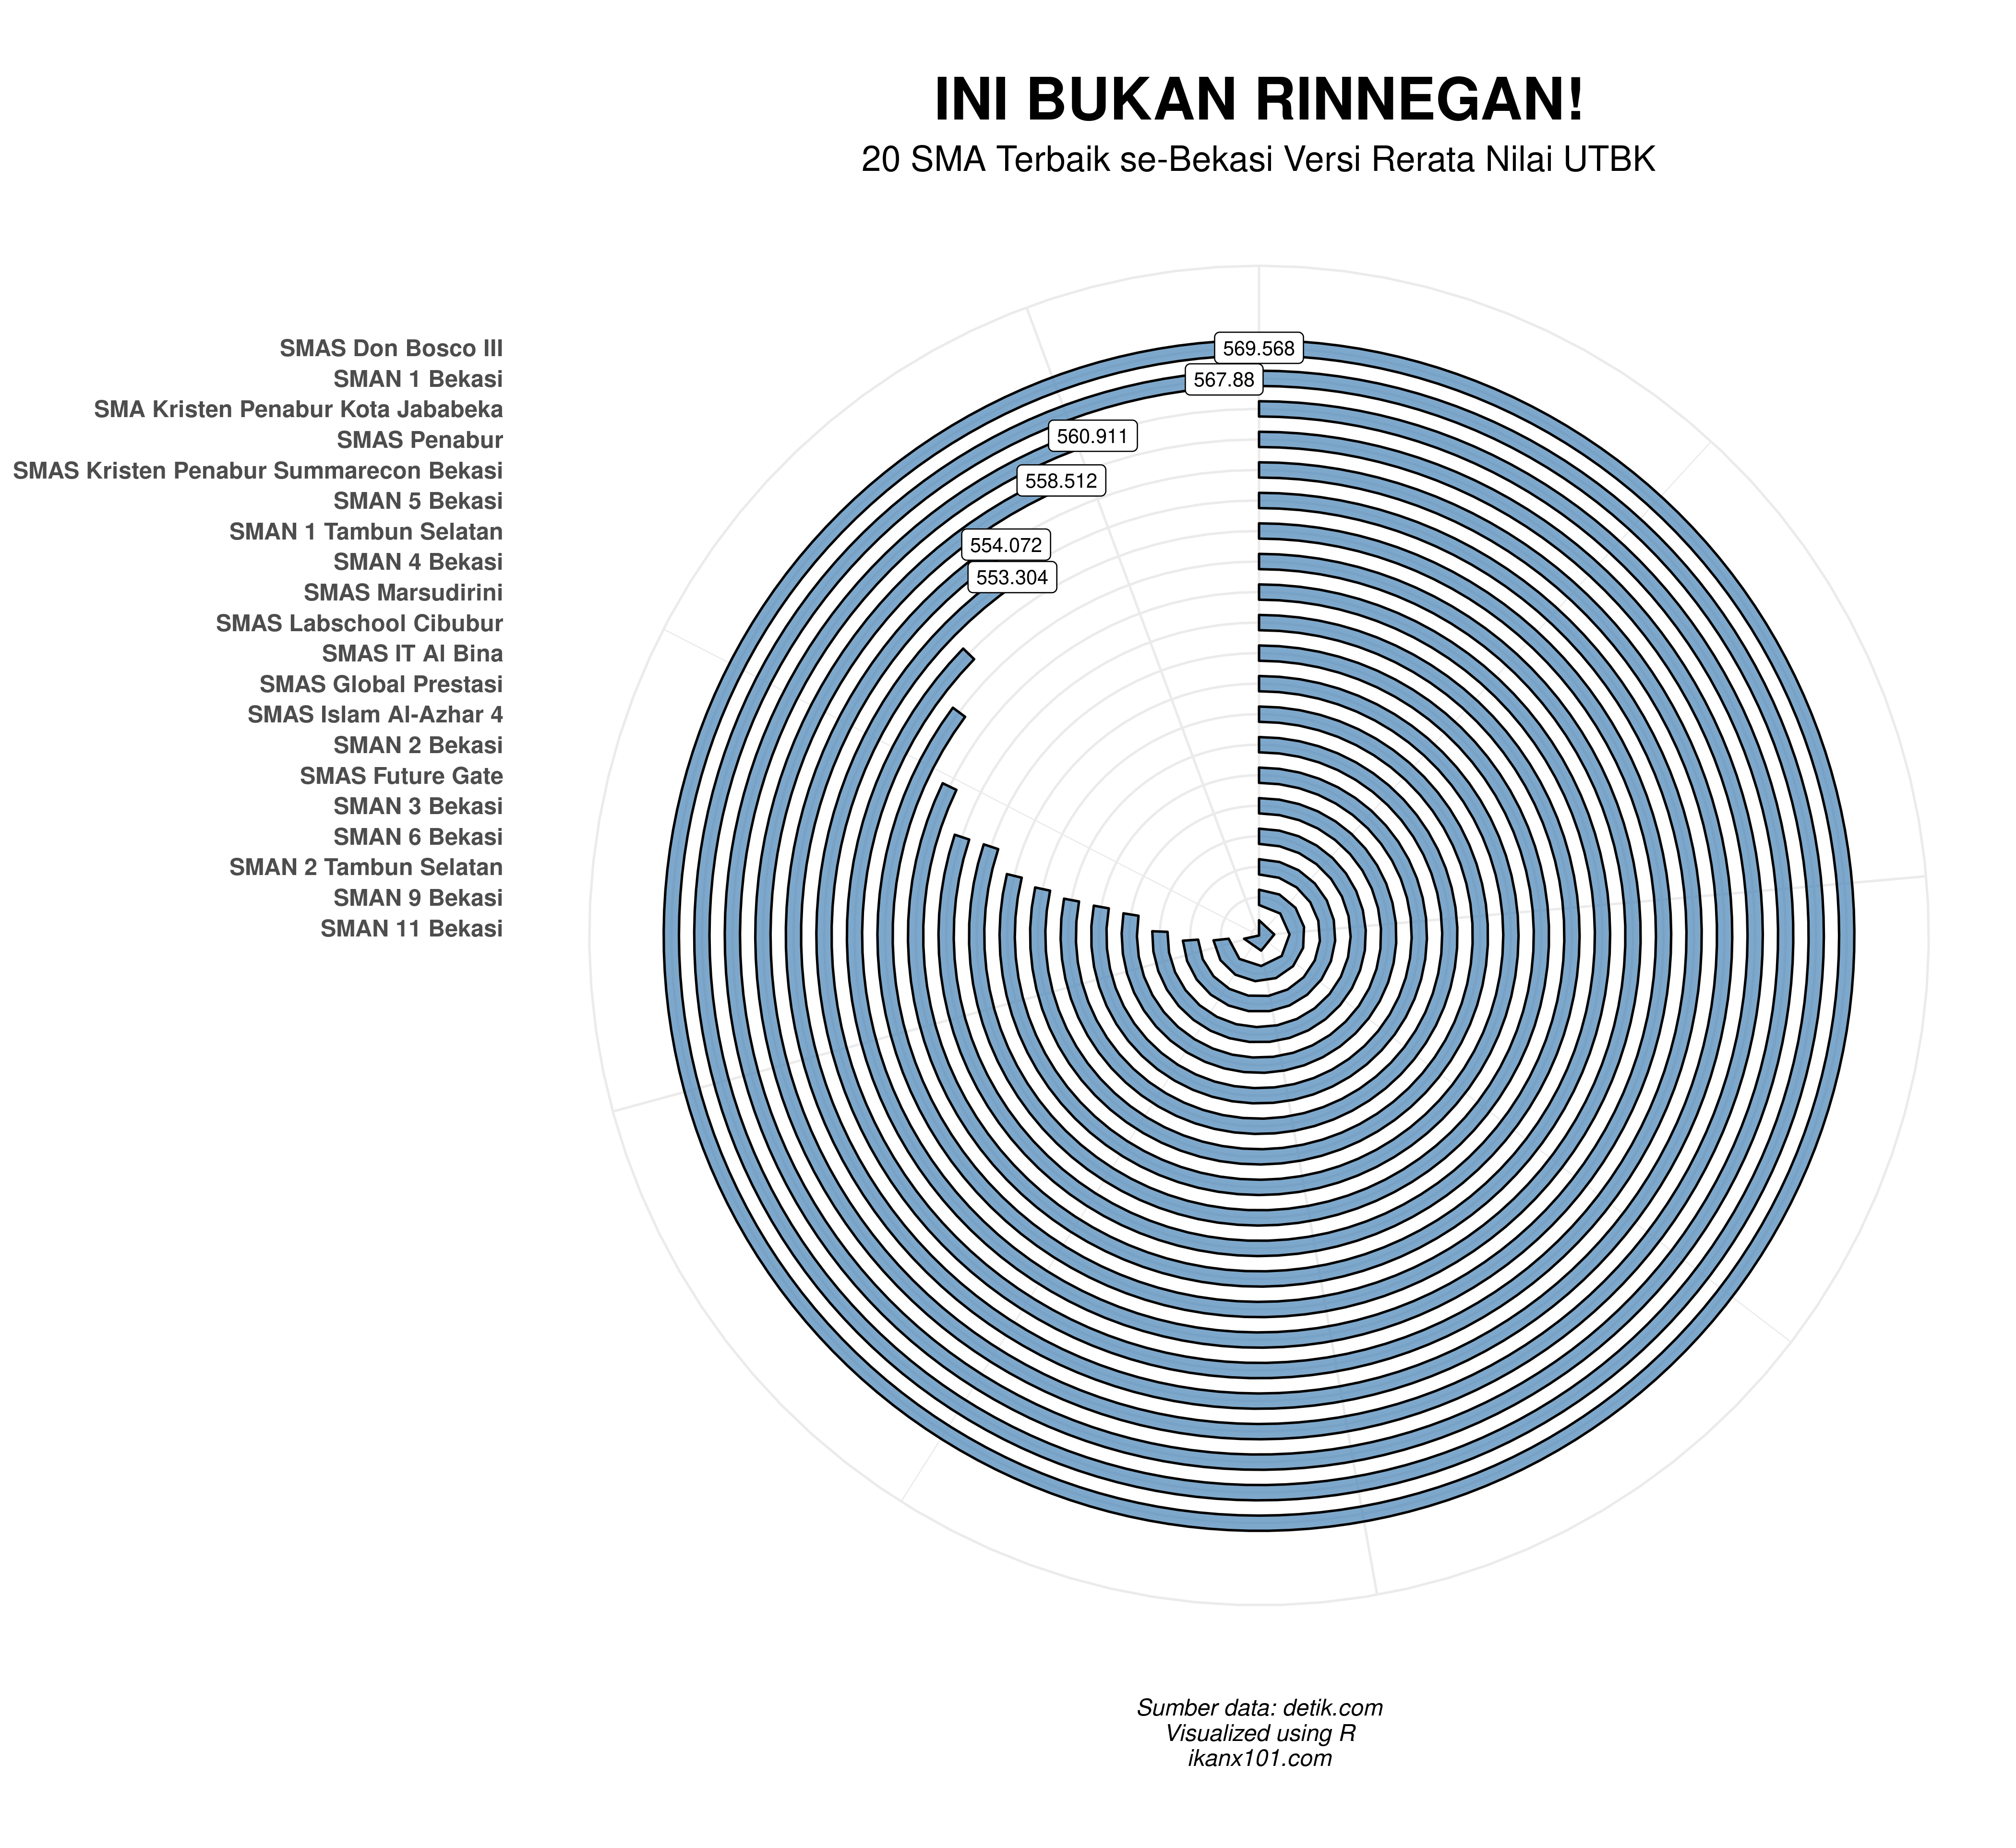 INI BUKAN RINNEGAN!
20 SMA Terbaik se-Bekasi Versi Rerata Nilai UTBK
SMAS Don Bosco III
SMAN 1 Bekasi
SMA Kristen Penabur Kota Jababeka
SMAS Penabur
SMAS Kristen Penabur Summarecon Bekasi
SMAN 5 Bekasi
SMAN 1 Tambun Selatan
SMAN 4 Bekasi
SMAS Marsudirini
SMAS Labschool Cibubur
SMAS IT Al Bina
SMAS Global Prestasi
SMAS Islam Al-Azhar 4
SMAN 2 Bekasi
SMAS Future Gate
SMAN 3 Bekasi
SMAN 6 Bekasi
SMAN 2 Tambun Selatan
SMAN 9 Bekasi
SMAN 11 Bekasi
569.568
567.88
560.911
558.512
554.072
553.304
Sumber data: detik.com
Visualized using R
ikanx101.com